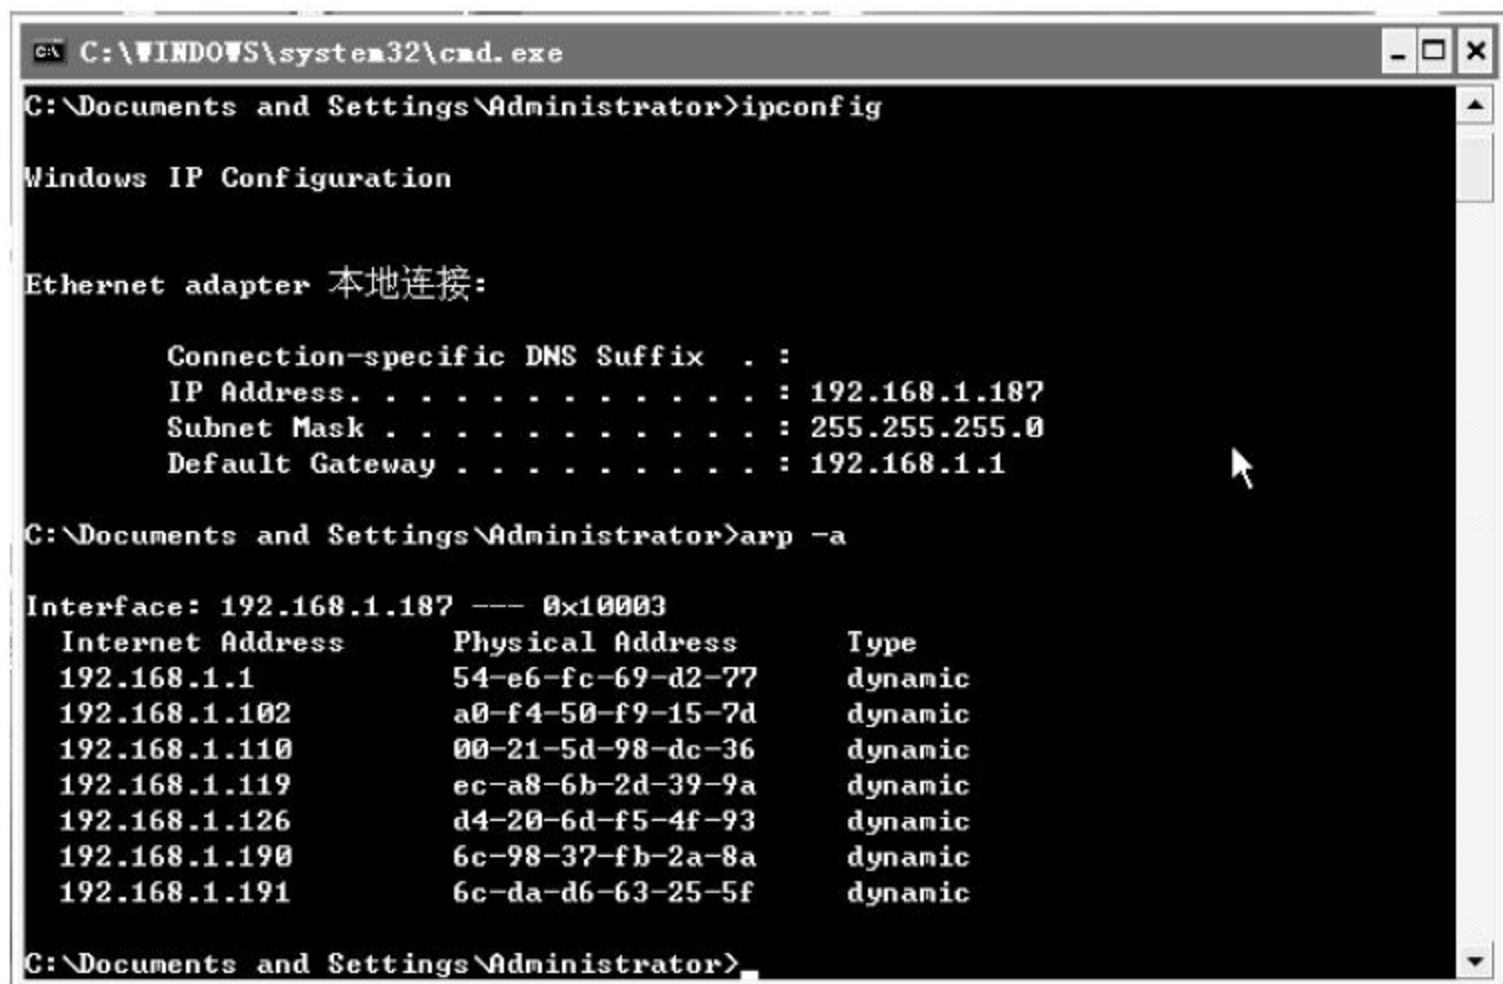 C:\WINDOWS\system32\cmd.exe
C:\Documents and Settings\Administrator>ipconfig
Windows IP Configuration
Ethernet adapter 本地连接:
Connection-specific DNS Suffix  . :
IP Address. . . . . . . . . . . . : 192.168.1.187
Subnet Mask . . . . . . . . . . . : 255.255.255.0
Default Gateway . . . . . . . . . : 192.168.1.1
C:\Documents and Settings\Administrator>arp -a
Interface: 192.168.1.187 --- 0x10003
Internet Address      Physical Address      Type
192.168.1.1           54-e6-fc-69-d2-77     dynamic
192.168.1.102         a0-f4-50-f9-15-7d     dynamic
192.168.1.110         00-21-5d-98-dc-36     dynamic
192.168.1.119         ec-a8-6b-2d-39-9a     dynamic
192.168.1.126         d4-20-6d-f5-4f-93     dynamic
192.168.1.190         6c-98-37-fb-2a-8a     dynamic
192.168.1.191         6c-da-d6-63-25-5f     dynamic
C:\Documents and Settings\Administrator>